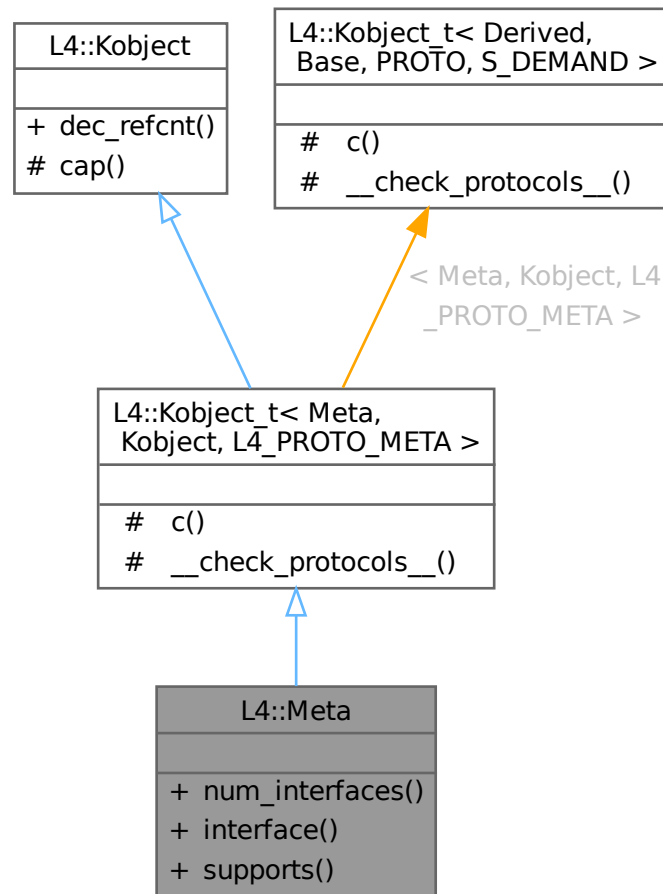 L4::Kobject
+ dec_refcnt()
# cap()
L4::Kobject_t< Derived,
Base, PROTO, S_DEMAND >
# c()
# __check_protocols__()
< Meta, Kobject, L4
_PROTO_META >
L4::Kobject_t< Meta,
Kobject, L4_PROTO_META >
# c()
# __check_protocols__()
L4::Meta
+ num_interfaces()
+ interface()
+ supports()